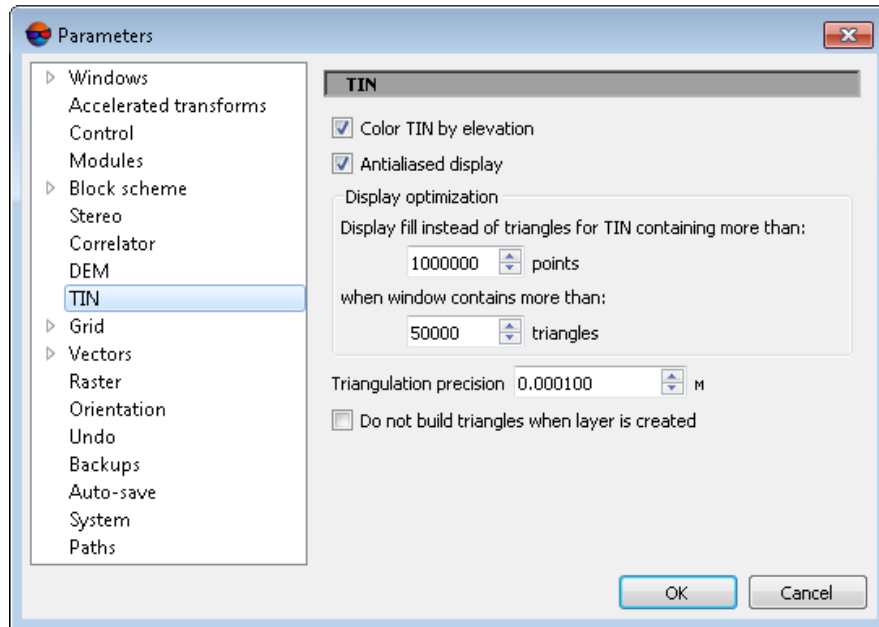 Parameters
Windows
Accelerated transforms
Control
Modules
Block scheme
Stereo
Correlator
DEM
TIN
Grid
Vectors
Raster
Orientation
Undo
Backups
Auto-save
System
Paths
TIN
Color TIN by elevation
Antialiased display
Display optimization
Display fill instead of triangles for TIN containing more than:
1000000 points
when window contains more than:
50000 triangles
Triangulation precision 0.000100 м
Do not build triangles when layer is created
OK Cancel